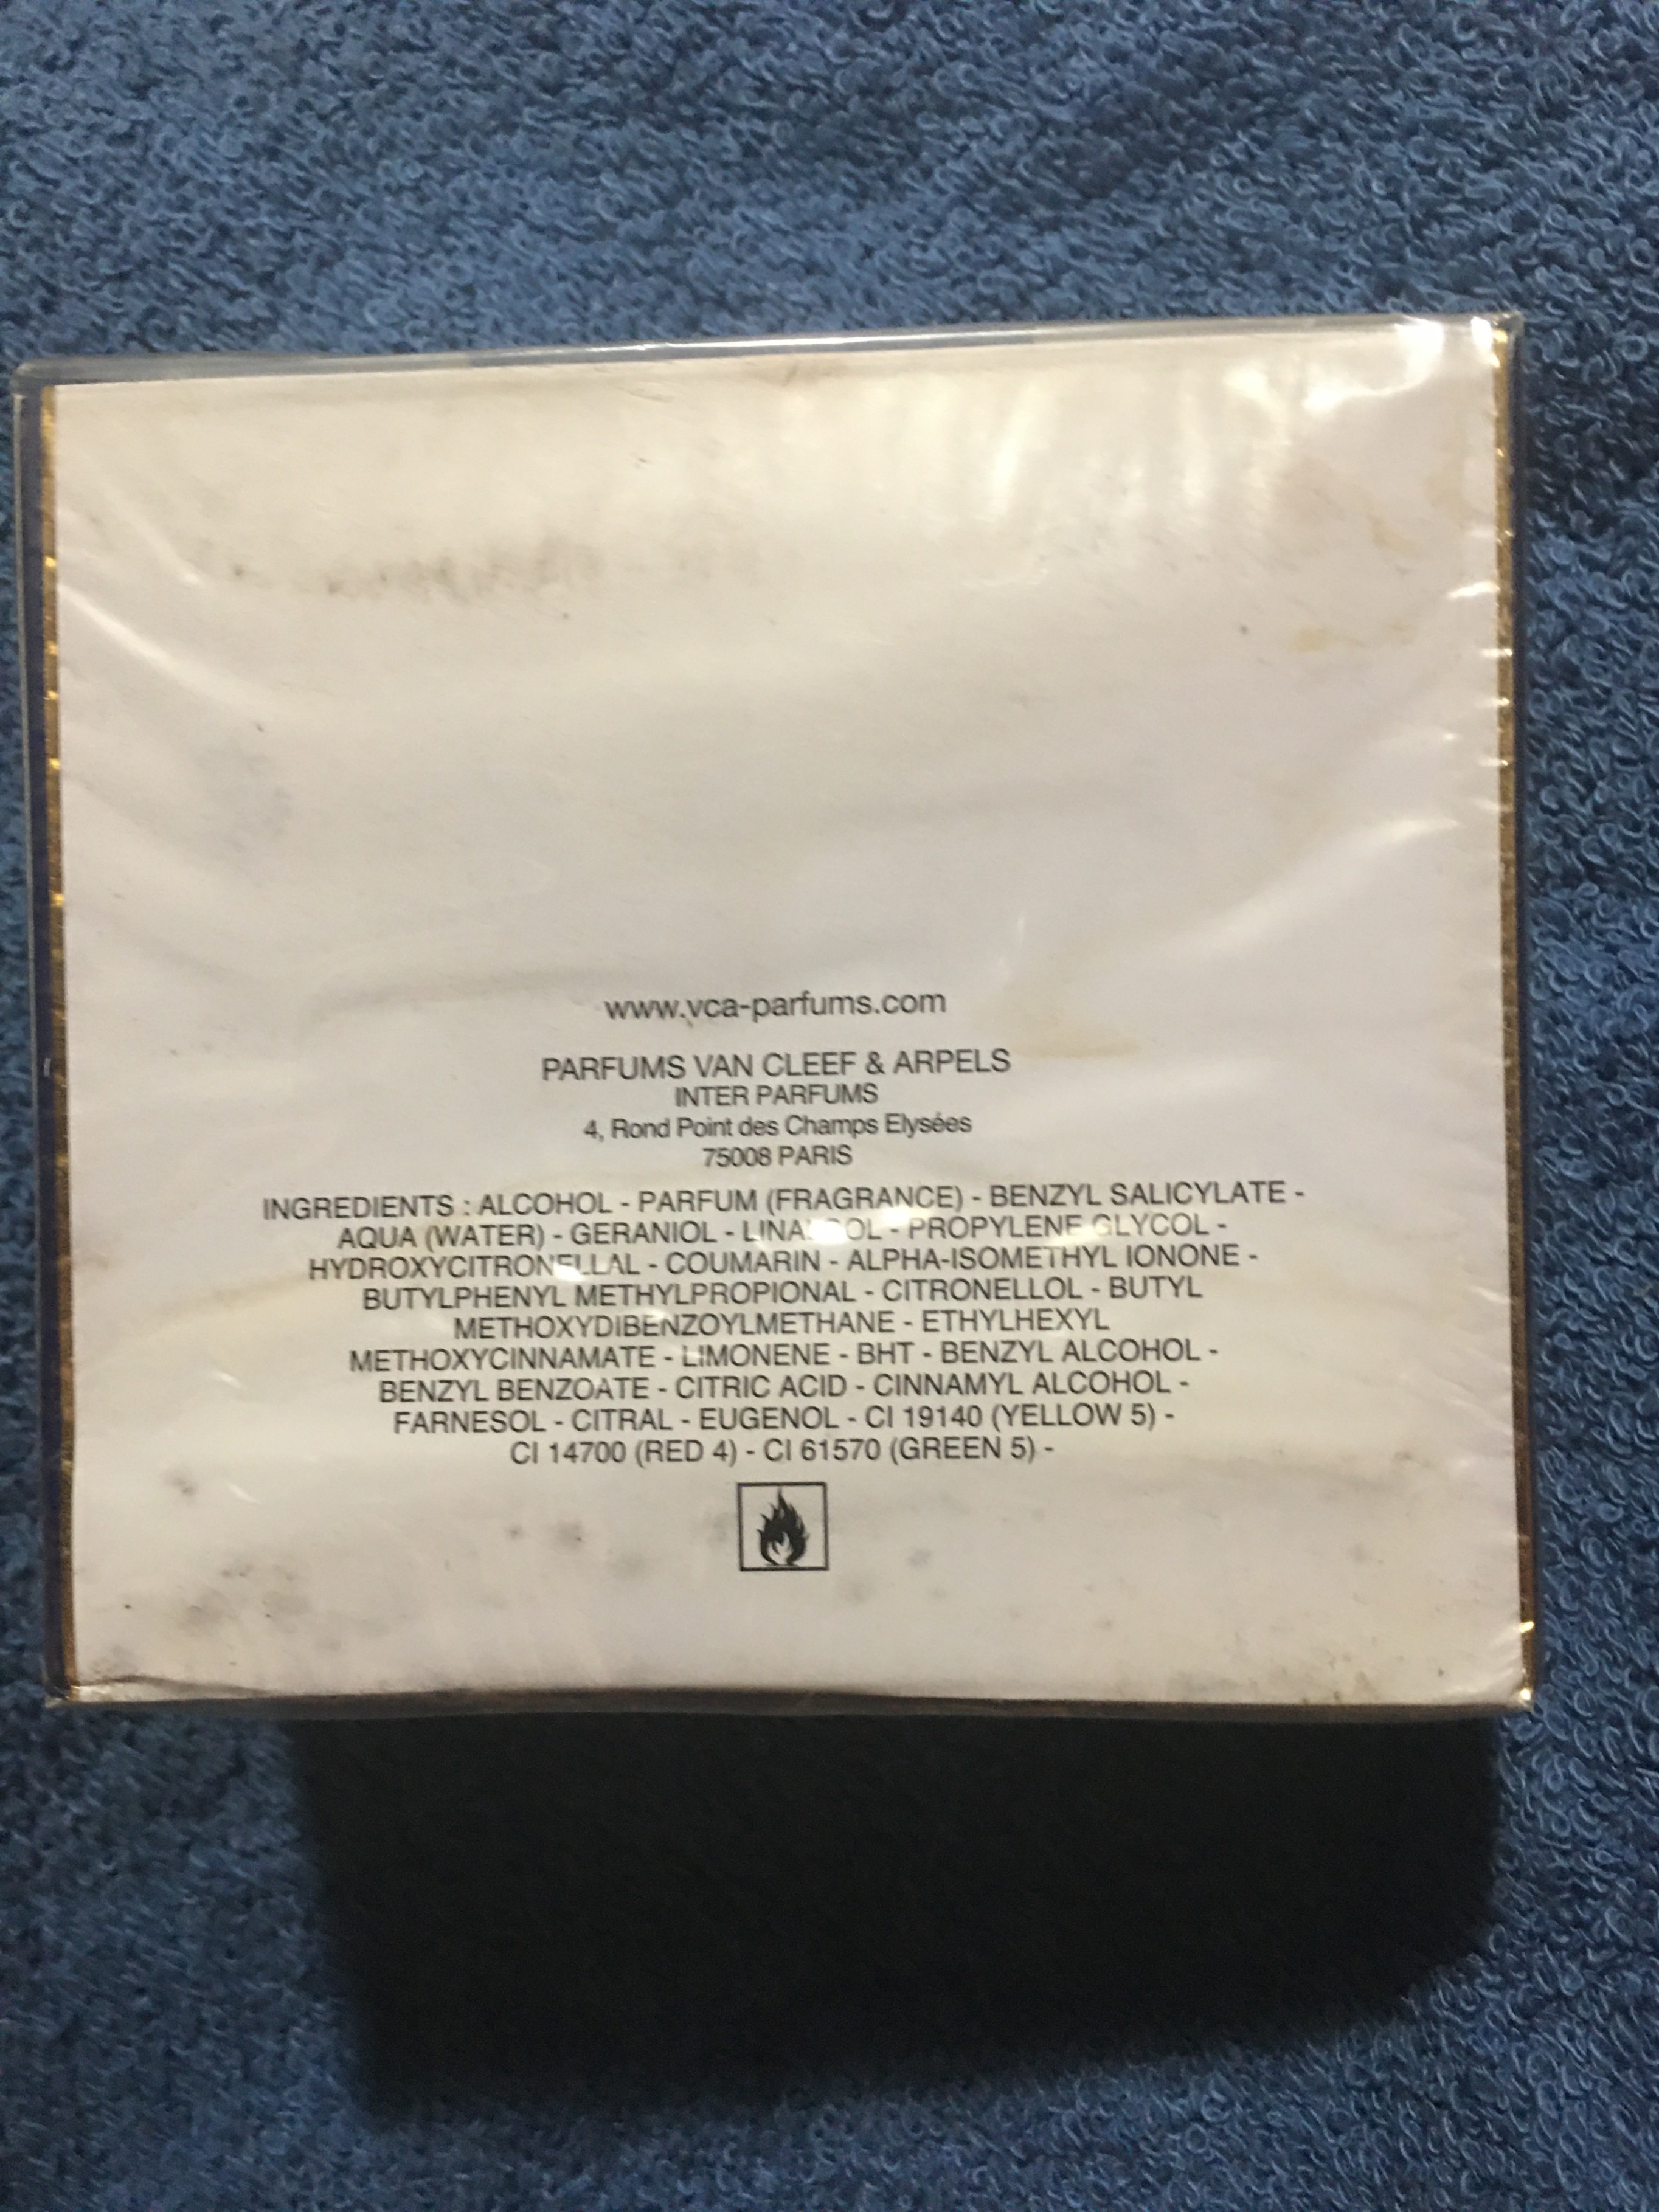 www.vca-parfums.com
PARFUMS VAN CLEEF & ARPELS
INTER PARFUMS
4, Rond Point des Champs Elysées
75008 PARIS
INGREDIENTS : ALCOHOL - PARFUM (FRAGRANCE) - BENZYL SALICYLATE -
AQUA (WATER) - GERANIOL - LINALOOL - PROPYLENE GLYCOL -
HYDROXYCITRONELLAL - COUMARIN - ALPHA-ISOMETHYL IONONE -
BUTYLPHENYL METHYLPROPIONAL - CITRONELLOL - BUTYL
METHOXYDIBENZOYLMETHANE - ETHYLHEXYL
METHOXYCINNAMATE - LIMONENE - BHT - BENZYL ALCOHOL -
BENZYL BENZOATE - CITRIC ACID - CINNAMYL ALCOHOL -
FARNESOL - CITRAL - EUGENOL - CI 19140 (YELLOW 5) -
CI 14700 (RED 4) - CI 61570 (GREEN 5) -